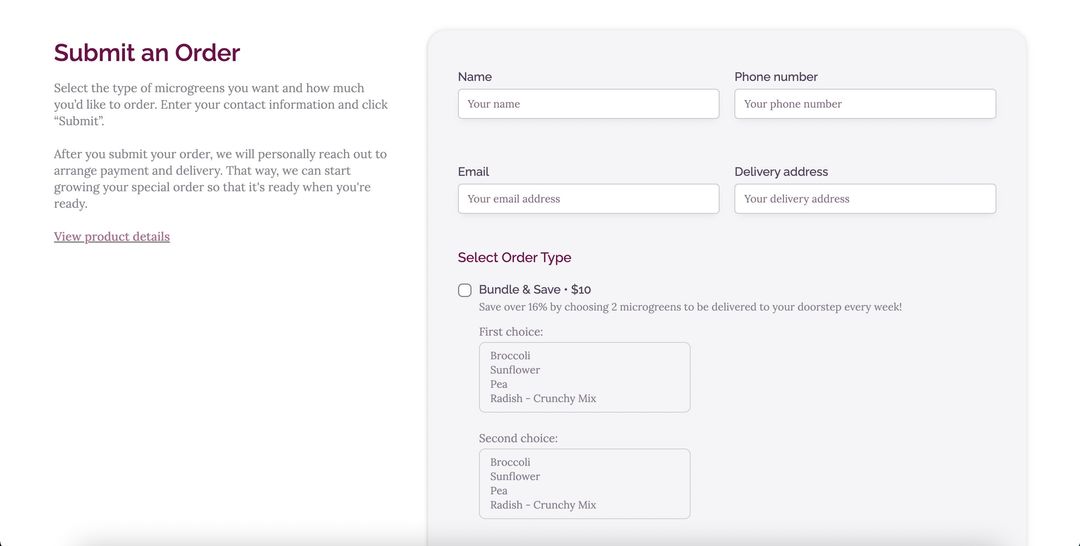 Submit an Order
Select the type of microgreens you want and how much
you’d like to order. Enter your contact information and click
“Submit”.
After you submit your order, we will personally reach out to
arrange payment and delivery. That way, we can start
growing your special order so that it's ready when you're
ready.
View product details
Name
Your name
Phone number
Your phone number
Email
Your email address
Delivery address
Your delivery address
Select Order Type
Bundle & Save • $10
Save over 16% by choosing 2 microgreens to be delivered to your doorstep every week!
First choice:
Broccoli
Sunflower
Pea
Radish - Crunchy Mix
Second choice:
Broccoli
Sunflower
Pea
Radish - Crunchy Mix